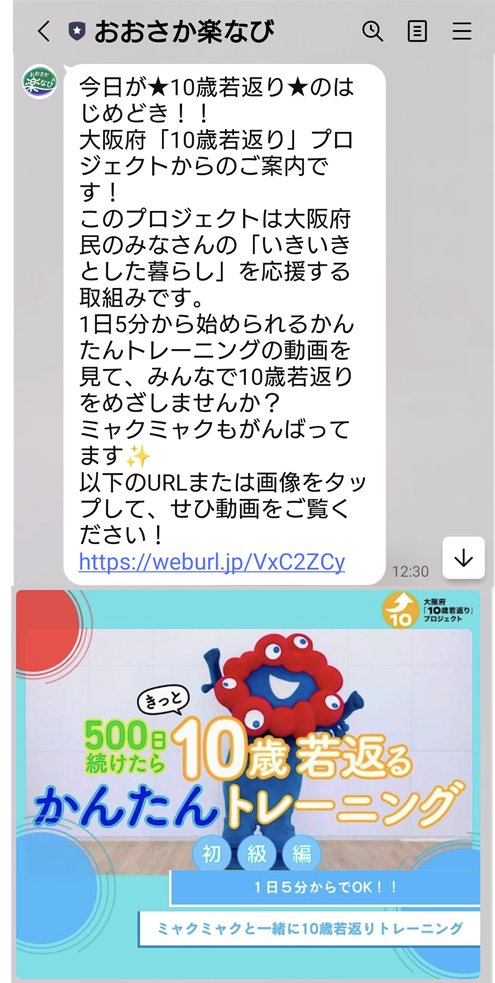 おおさか楽なび
おおさか
楽なび
今日が★10歳若返り★のは
じめどき！！
大阪府「10歳若返り」プロ
ジェクトからのご案内で
す！
このプロジェクトは大阪府
民のみなさんの「いきいき
とした暮らし」を応援する
取組みです。
1日5分から始められるかん
たんトレーニングの動画を
見て、みんなで10歳若返り
をめざしませんか？
ミャクミャクもがんばって
ます✨
以下のURLまたは画像をタッ
プして、せひ動画をご覧く
ださい！
https://weburl.jp/VxC2ZCy
12:30
10
大阪府
「10歳若返り」
プロジェクト
きっと
500日
続けたら
10歳若返る
かんたんトレーニング
初級編
1日5分からでOK！！
ミャクミャクと一緒に10歳若返りトレーニング